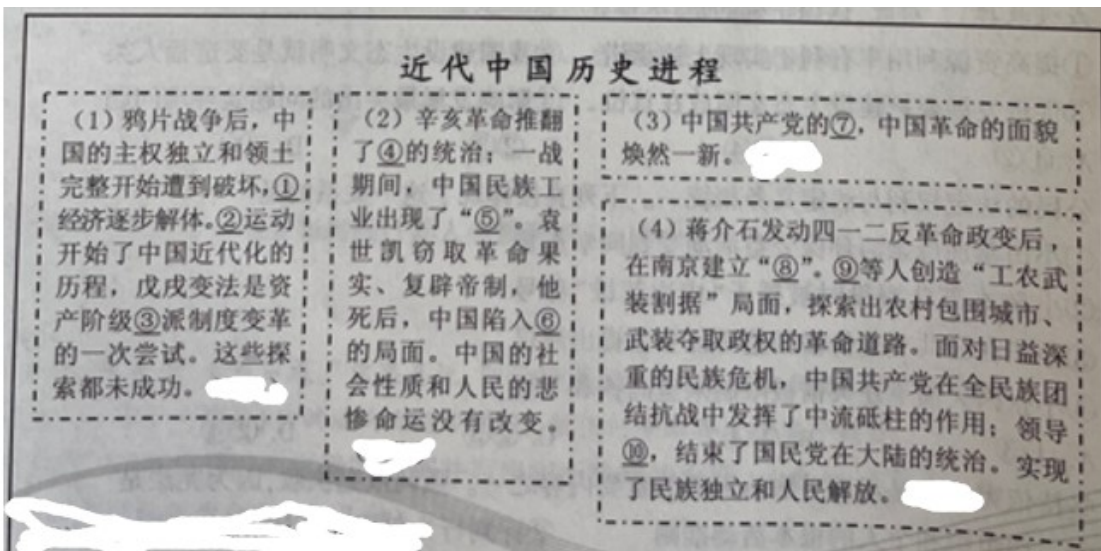 近代中国历史进程
（1）鸦片战争后，中
国的主权独立和领土
完整开始遭到破坏，①
经济逐步解体。②运动
开始了中国近代化的
历程，戊戌变法是资
产阶级③派制度变革
的一次尝试。这些探
索都未成功。
（2）辛亥革命推翻
了④的统治；一战
期间，中国民族工
业出现了“⑤”。袁
世凯窃取革命果
实、复辟帝制，他
死后，中国陷入⑥
的局面。中国的社
会性质和人民的悲
惨命运没有改变。
（3）中国共产党的⑦，中国革命的面貌
焕然一新。
（4）蒋介石发动四一二反革命政变后，
在南京建立“⑧”。⑨等人创造“工农武
装割据”局面，探索出农村包围城市、
武装夺取政权的革命道路。面对日益深
重的民族危机，中国共产党在全民族团
结抗战中发挥了中流砥柱的作用；领导
⑩，结束了国民党在大陆的统治。实现
了民族独立和人民解放。